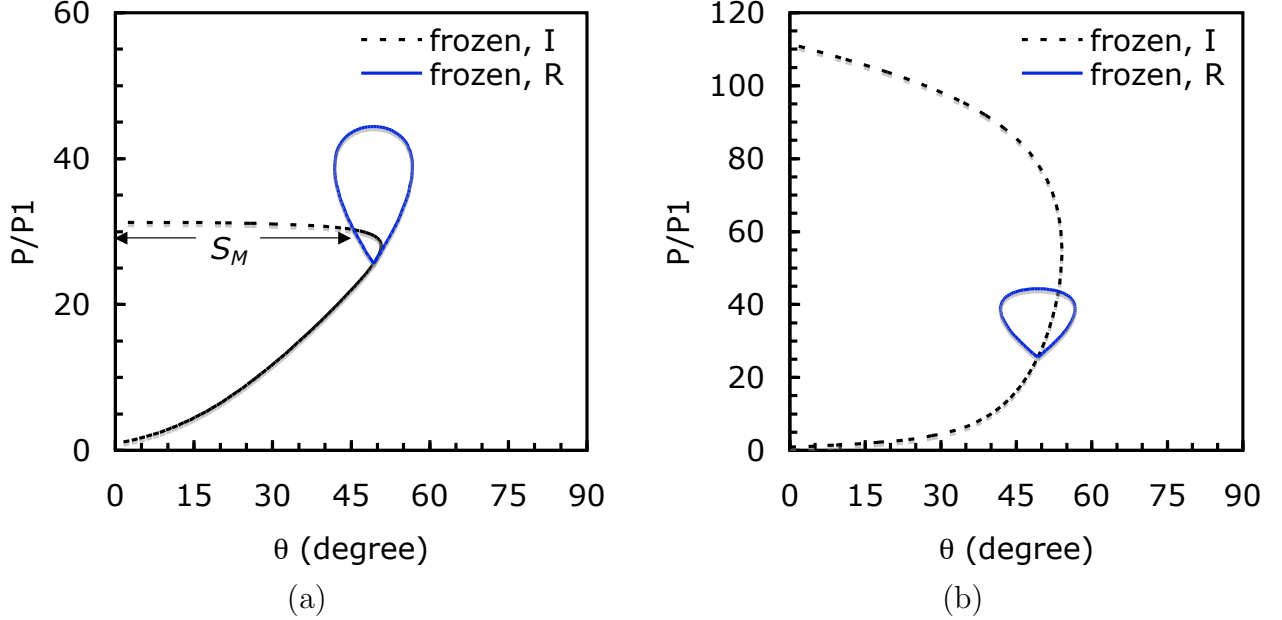 60
40
20
0
P/P1
frozen, I
frozen, R
S_M
0 15 30 45 60 75 90
θ (degree)
(a)
120
100
80
60
40
20
0
P/P1
frozen, I
frozen, R
0 15 30 45 60 75 90
θ (degree)
(b)